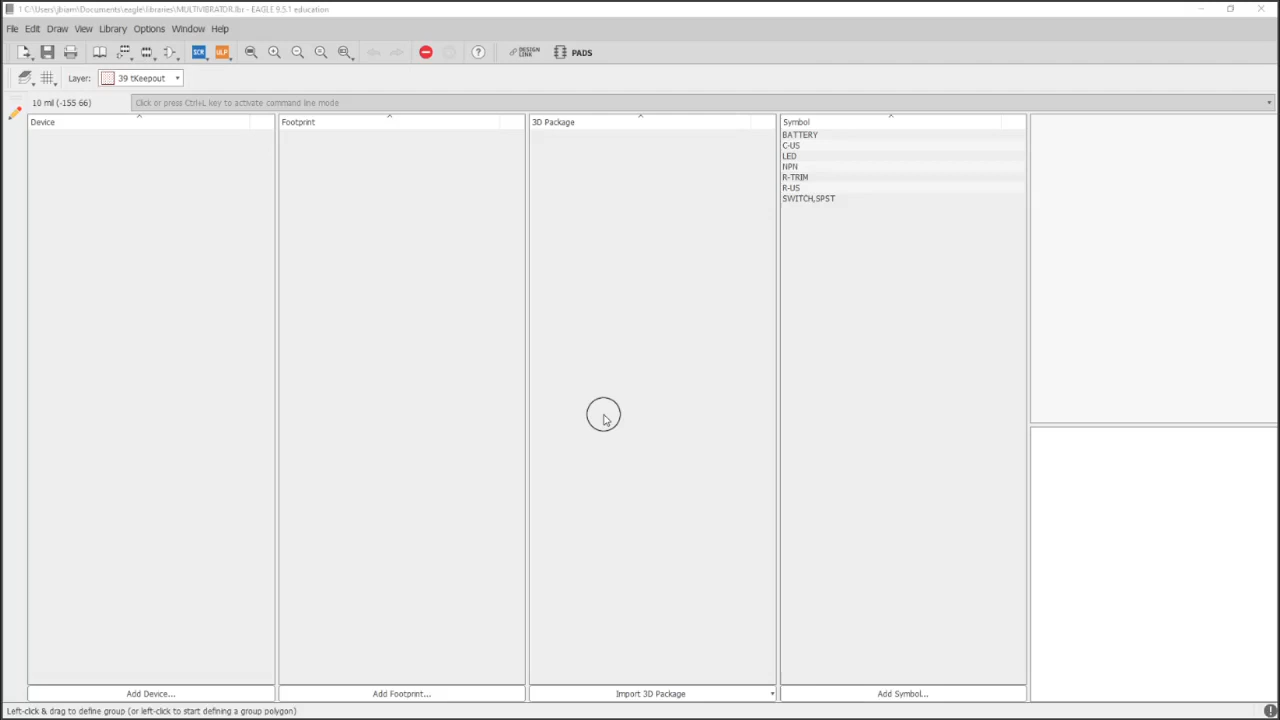 1 C:\Users\jbiam\Documents\eagle\libraries\MULTIVIBRATOR.lbr - EAGLE 9.5.1 education
File Edit Draw View Library Options Window Help
SCR ULP DESIGN LINK PADS
Layer: 39 tKeepout
10 mil (-155 66) Click or press Ctrl+L key to activate command line mode
Device Footprint 3D Package Symbol
BATTERY
C-US
LED
NPN
R-TRIM
R-US
SWITCH,SPST
Add Device... Add Footprint... Import 3D Package Add Symbol...
Left-click & drag to define group (or left-click to start defining a group polygon)